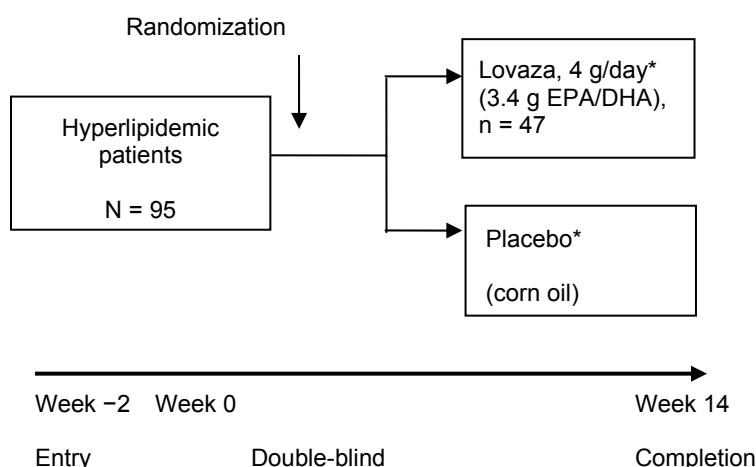 Randomization
Hyperlipidemic
patients
N = 95
Lovaza, 4 g/day*
(3.4 g EPA/DHA),
n = 47
Placebo*
(corn oil)
Week −2 Week 0 Week 14
Entry Double-blind Completion